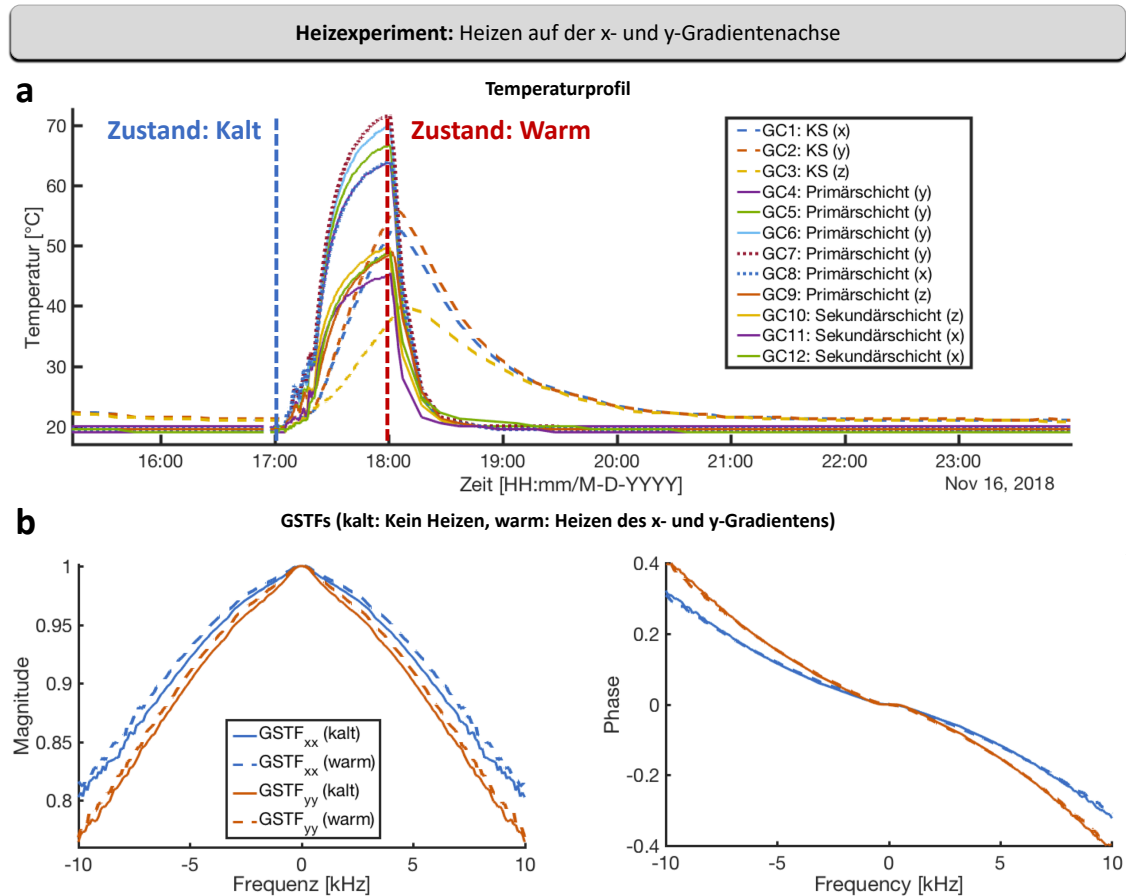 Heizexperiment: Heizen auf der x- und y-Gradientenachse
a
Temperaturprofil
Zustand: Kalt
Zustand: Warm
Temperatur [°C]
70
60
50
40
30
20
16:00
17:00
18:00
19:00
20:00
21:00
22:00
23:00
Zeit [HH:mm/M-D-YYYY]
Nov 16, 2018
GC1: KS (x)
GC2: KS (y)
GC3: KS (z)
GC4: Primärschicht (y)
GC5: Primärschicht (y)
GC6: Primärschicht (y)
GC7: Primärschicht (y)
GC8: Primärschicht (x)
GC9: Primärschicht (z)
GC10: Sekundärschicht (z)
GC11: Sekundärschicht (x)
GC12: Sekundärschicht (x)
b
GSTFs (kalt: Kein Heizen, warm: Heizen des x- und y-Gradientens)
Magnitude
1
0.95
0.9
0.85
0.8
-10
-5
0
5
10
Frequenz [kHz]
GSTFxx (kalt)
GSTFxx (warm)
GSTFyy (kalt)
GSTFyy (warm)
Phase
0.4
0.2
0
-0.2
-0.4
-10
-5
0
5
10
Frequency [kHz]